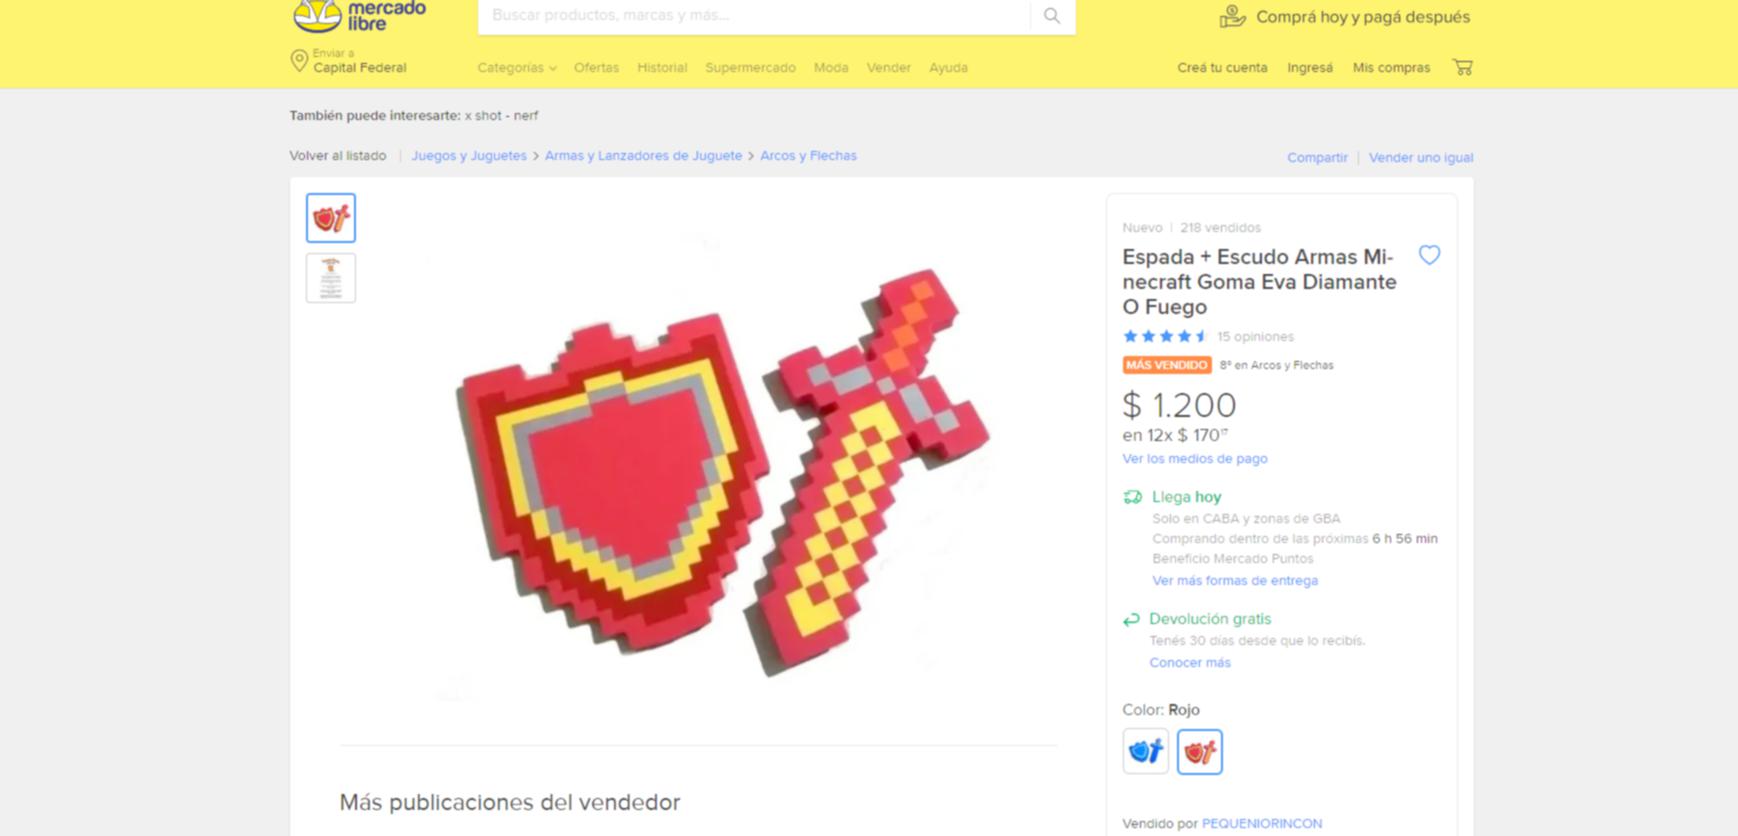 mercado
libre
Buscar productos, marcas y más...
Comprá hoy y pagá después
Enviar a
Capital Federal
Categorías
Ofertas
Historial
Supermercado
Moda
Vender
Ayuda
Creá tu cuenta
Ingresá
Mis compras
También puede interesarte: x shot - nerf
Volver al listado | Juegos y Juguetes > Armas y Lanzadores de Juguete > Arcos y Flechas
Compartir | Vender uno igual
Nuevo | 218 vendidos
Espada + Escudo Armas Mi-
necraft Goma Eva Diamante
O Fuego
15 opiniones
MÁS VENDIDO 8º en Arcos y Flechas
$ 1.200
en 12x $ 170¹⁷
Ver los medios de pago
Llega hoy
Solo en CABA y zonas de GBA
Comprando dentro de las próximas 6 h 56 min
Beneficio Mercado Puntos
Ver más formas de entrega
Devolución gratis
Tenés 30 días desde que lo recibís.
Conocer más
Color: Rojo
Más publicaciones del vendedor
Vendido por PEQUENIORINCON